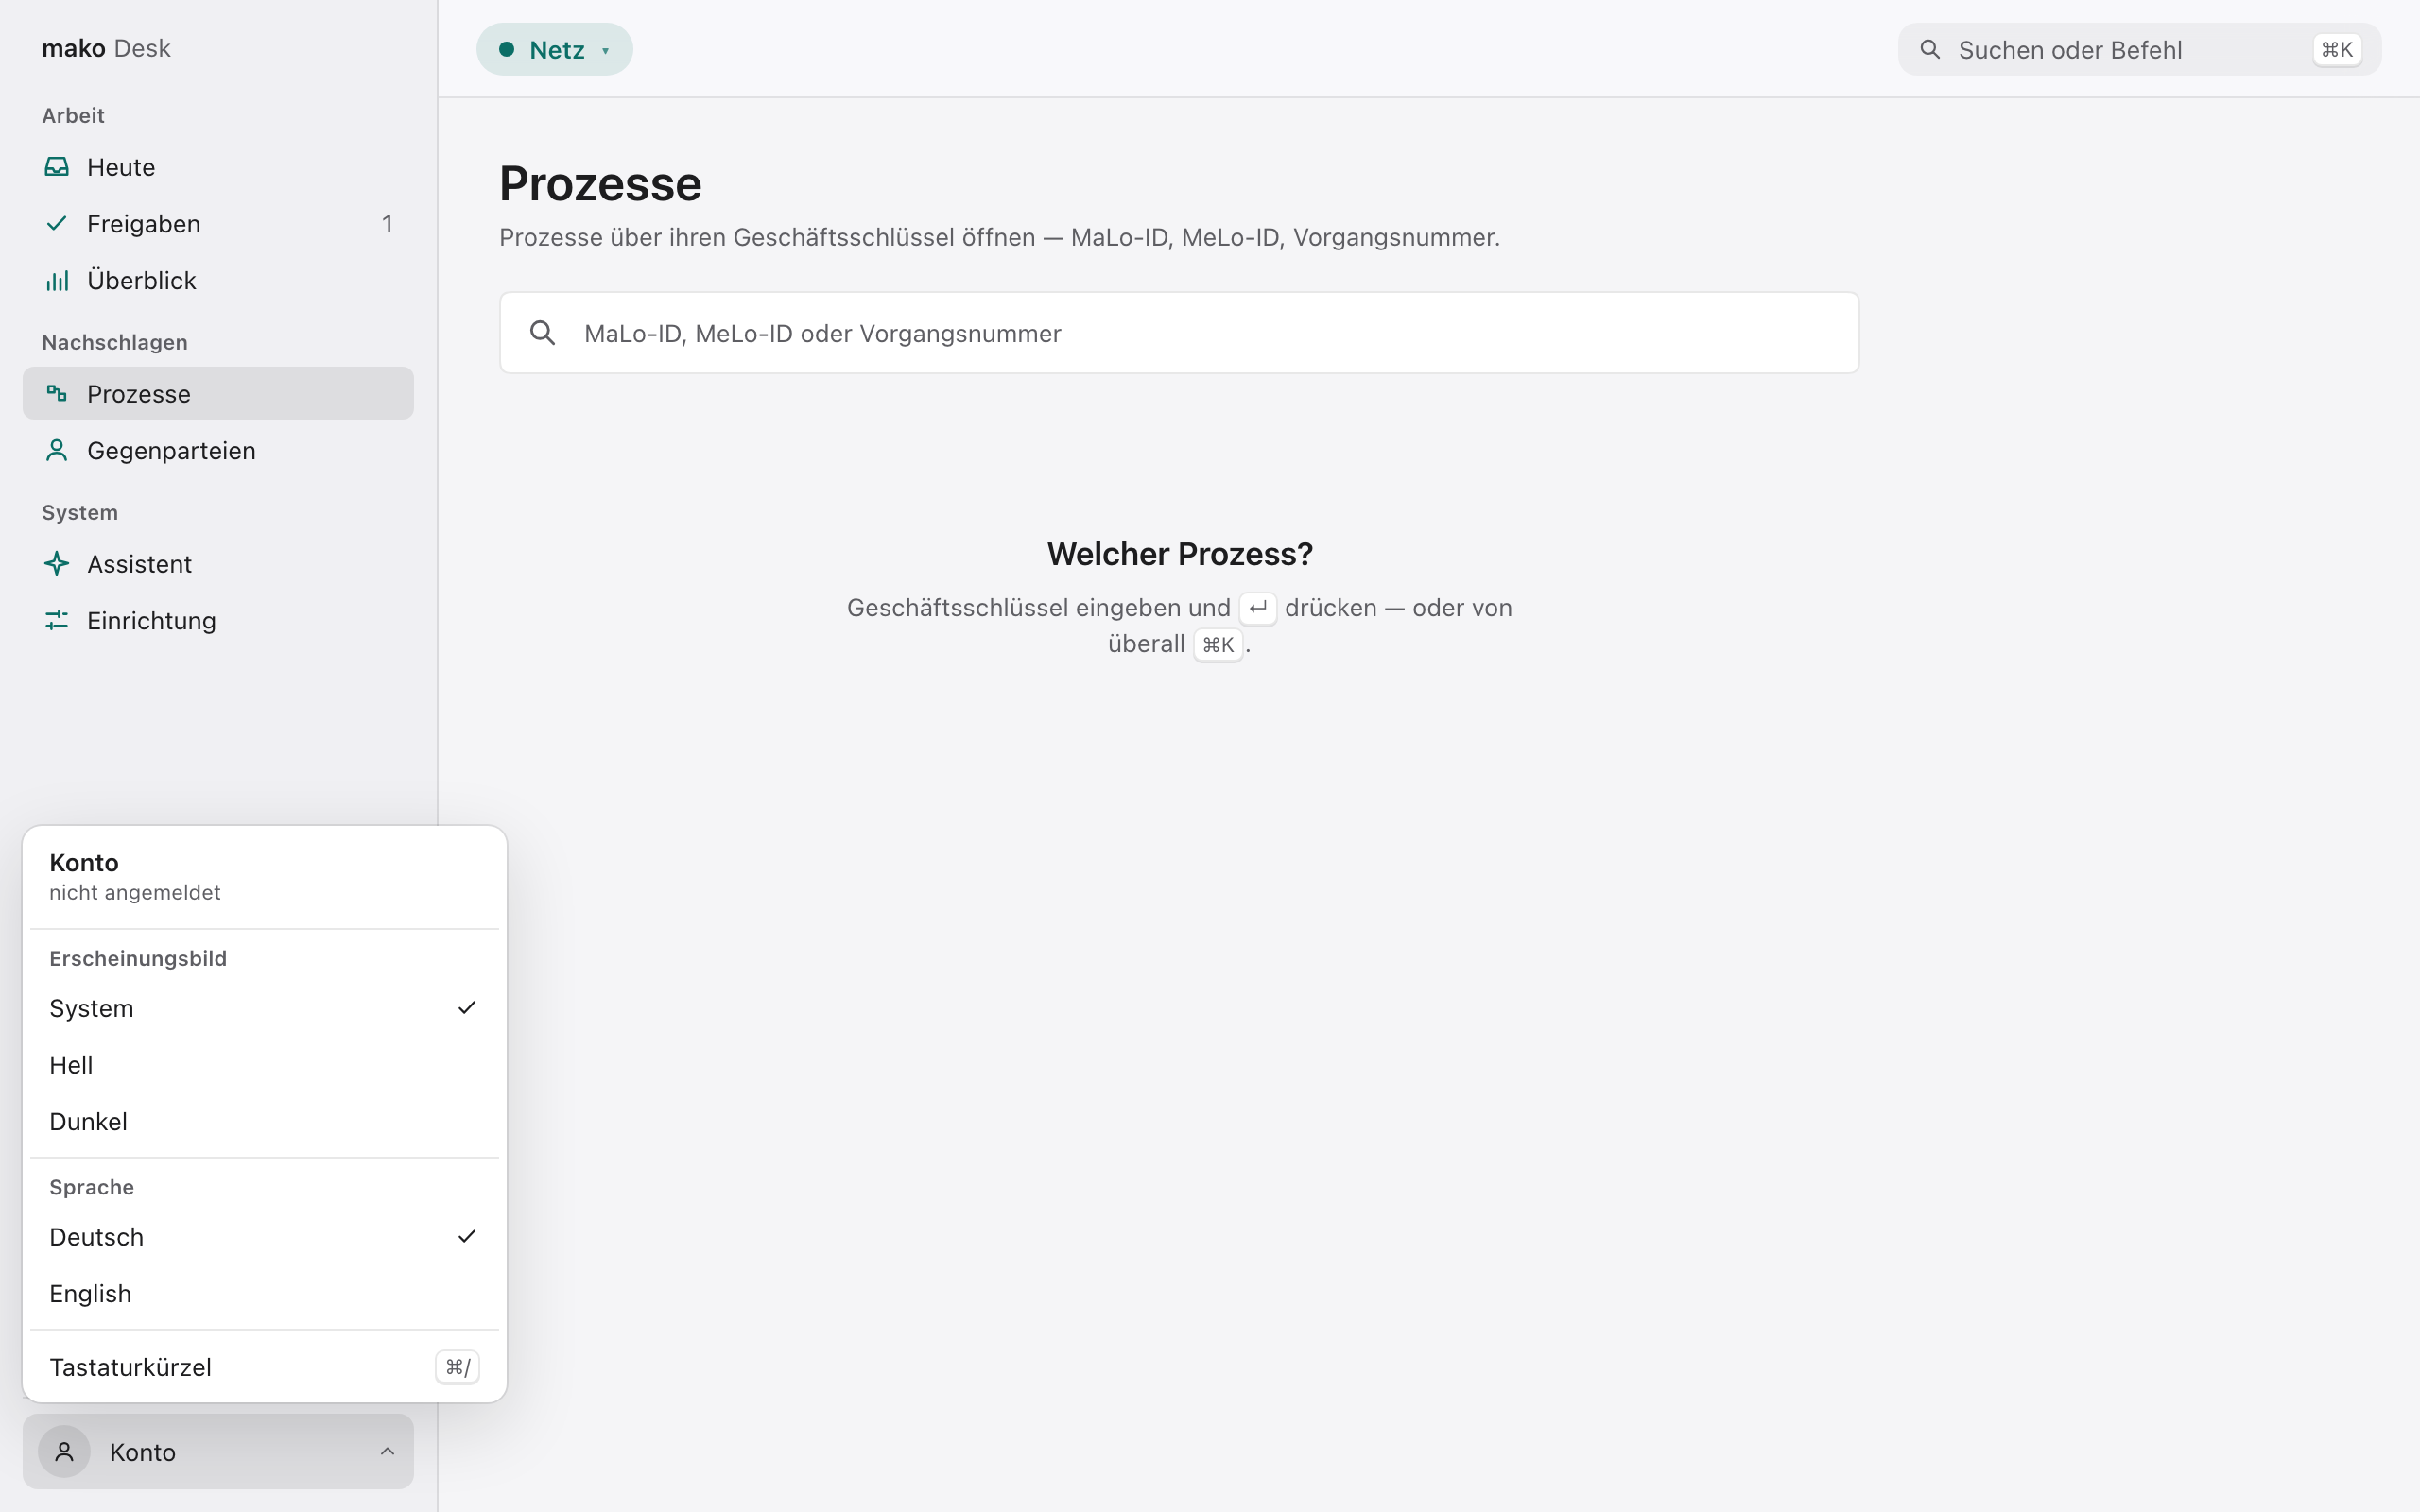 mako Desk
Arbeit
Heute
Freigaben 1
Überblick
Nachschlagen
Prozesse
Gegenparteien
System
Assistent
Einrichtung
Konto
nicht angemeldet
Erscheinungsbild
System
Hell
Dunkel
Sprache
Deutsch
English
Tastaturkürzel ⌘/
Konto
Netz
Suchen oder Befehl ⌘K
Prozesse
Prozesse über ihren Geschäftsschlüssel öffnen — MaLo-ID, MeLo-ID, Vorgangsnummer.
MaLo-ID, MeLo-ID oder Vorgangsnummer
Welcher Prozess?
Geschäftsschlüssel eingeben und ↵ drücken — oder von
überall ⌘K.